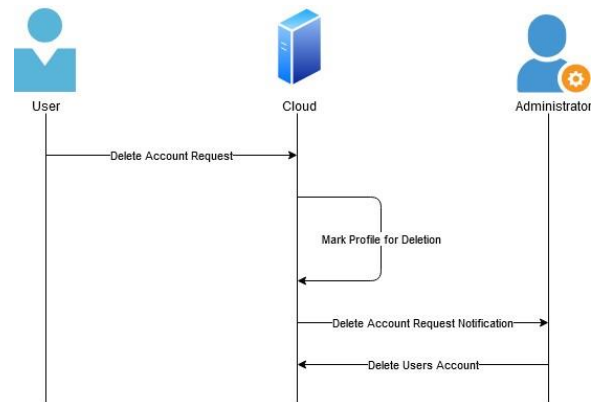 User
Cloud
Administrator
Delete Account Request
Mark Profile for Deletion
Delete Account Request Notification
Delete Users Account